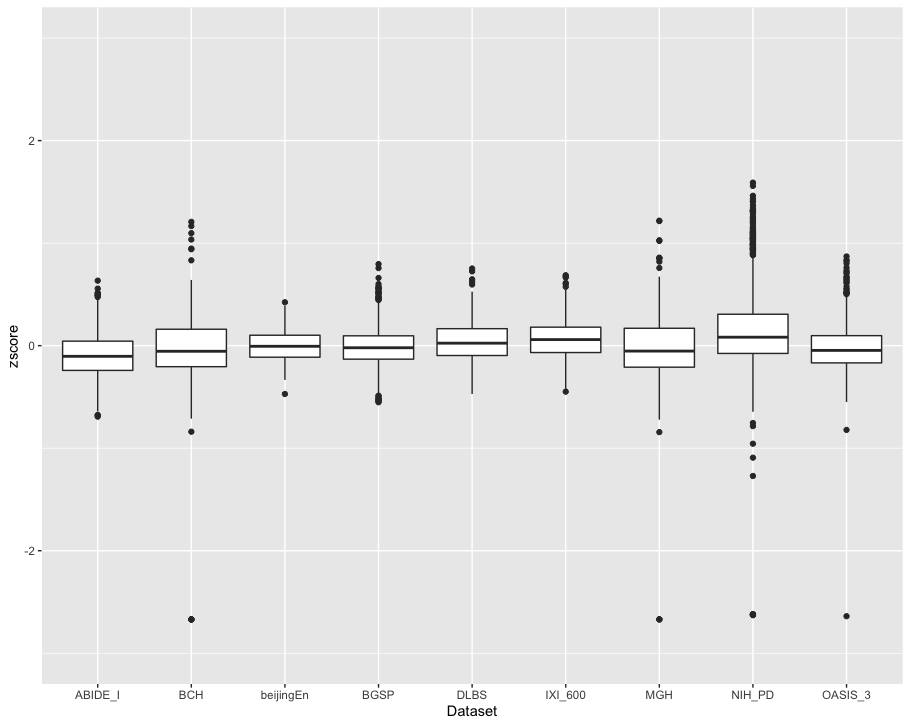 zscore
2
0
-2
ABIDE_I BCH beijingEn BGSP DLBS IXI_600 MGH NIH_PD OASIS_3
Dataset